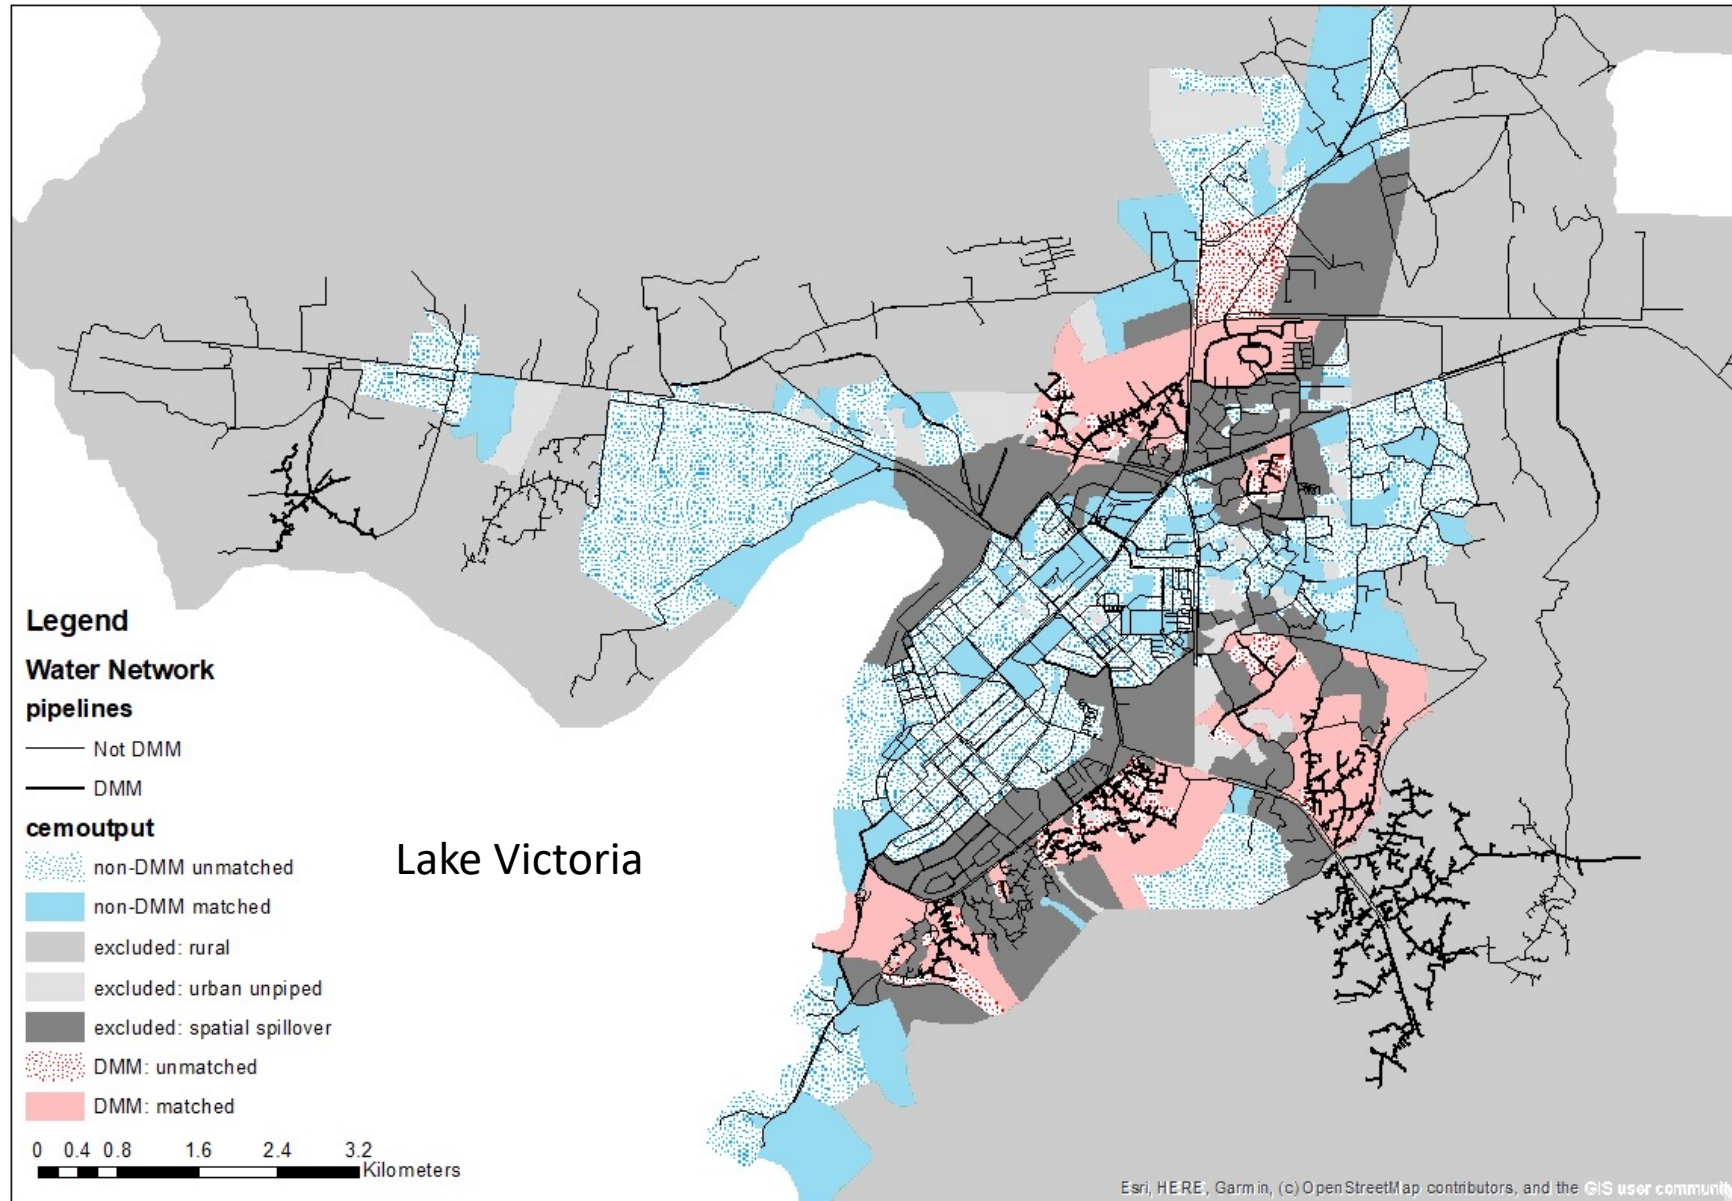 Legend
Water Network
pipelines
Not DMM
DMM
cemoutput
non-DMM unmatched
non-DMM matched
excluded: rural
excluded: urban unpiped
excluded: spatial spillover
DMM: unmatched
DMM: matched
0 0.4 0.8 1.6 2.4 3.2
Kilometers
Lake Victoria
Esri, HERE, Garmin, (c) OpenStreetMap contributors, and the GIS user community